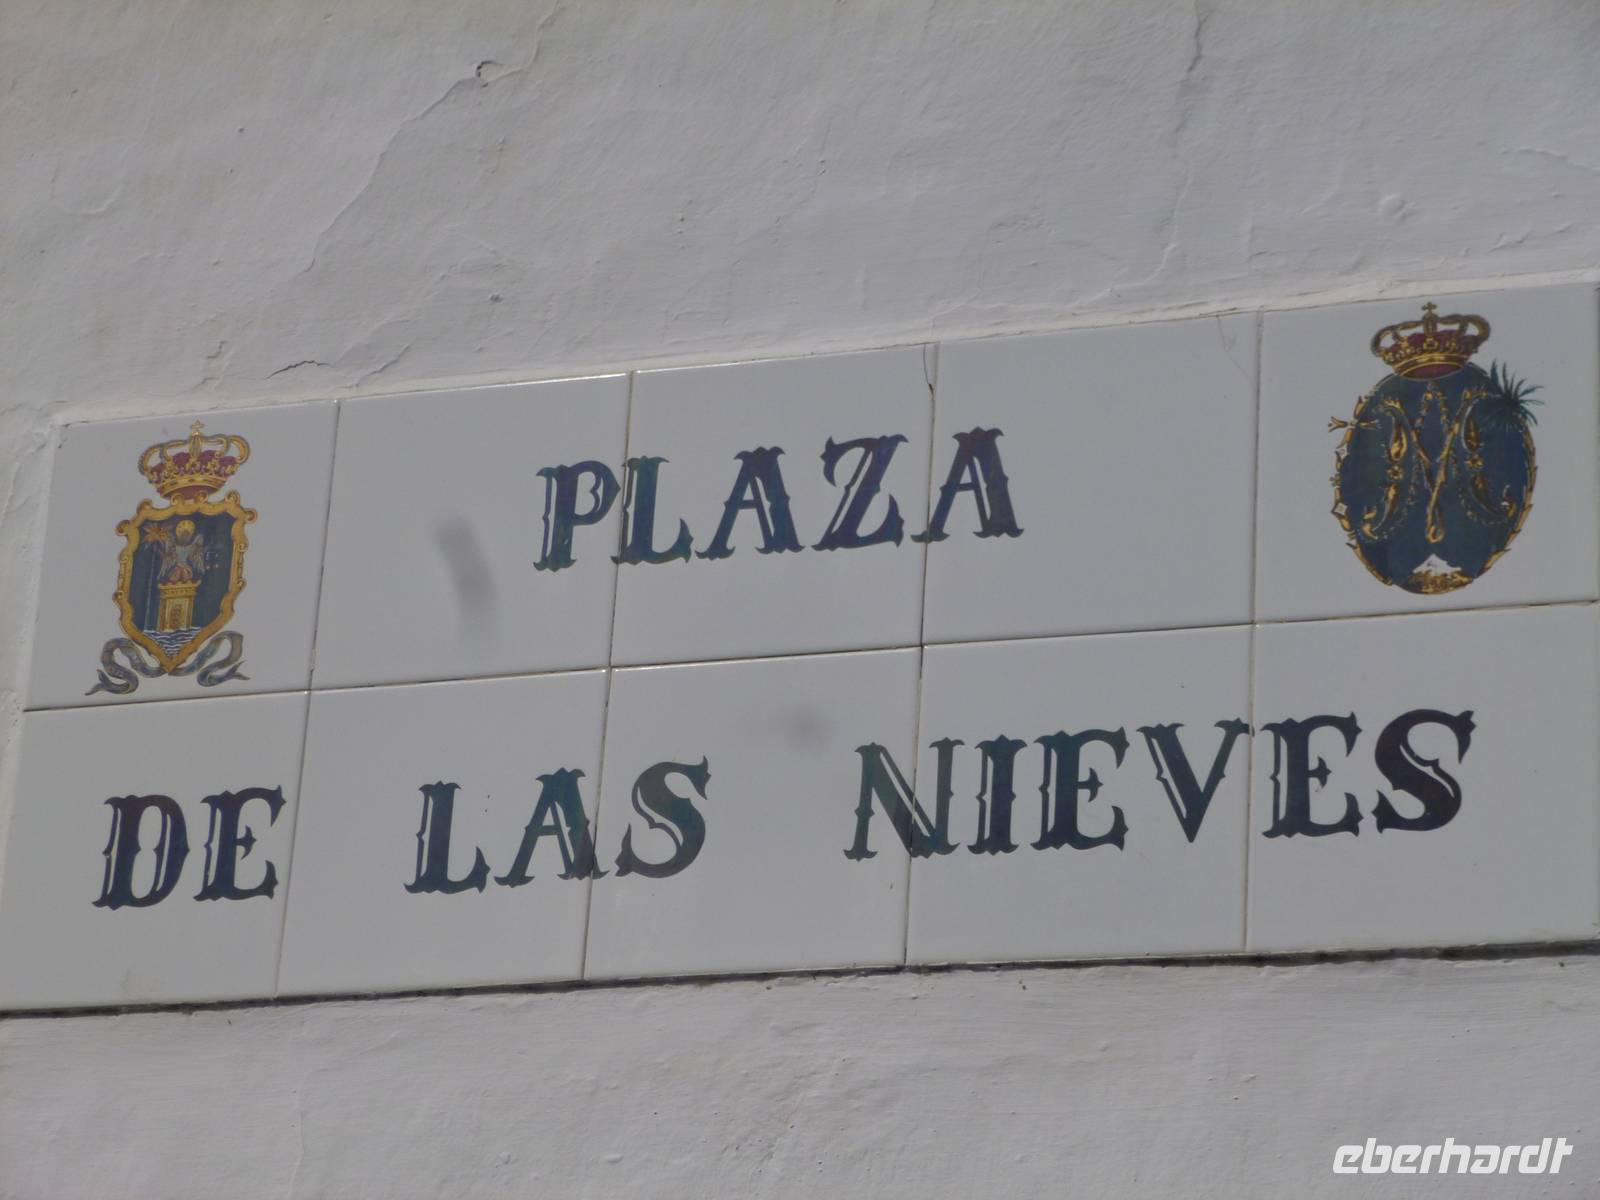 PLAZA
DE LAS NIEVES
eberhardt